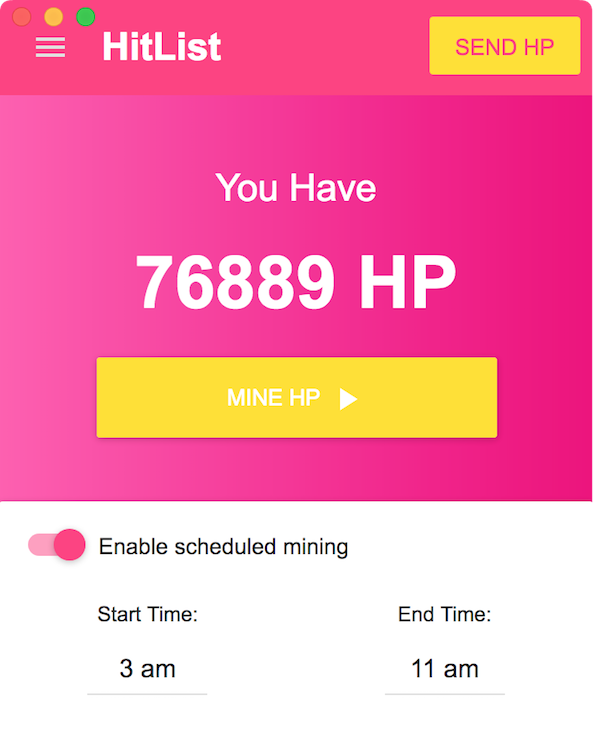 HitList
SEND HP
You Have
76889 HP
MINE HP
Enable scheduled mining
Start Time:
End Time:
3 am
11 am